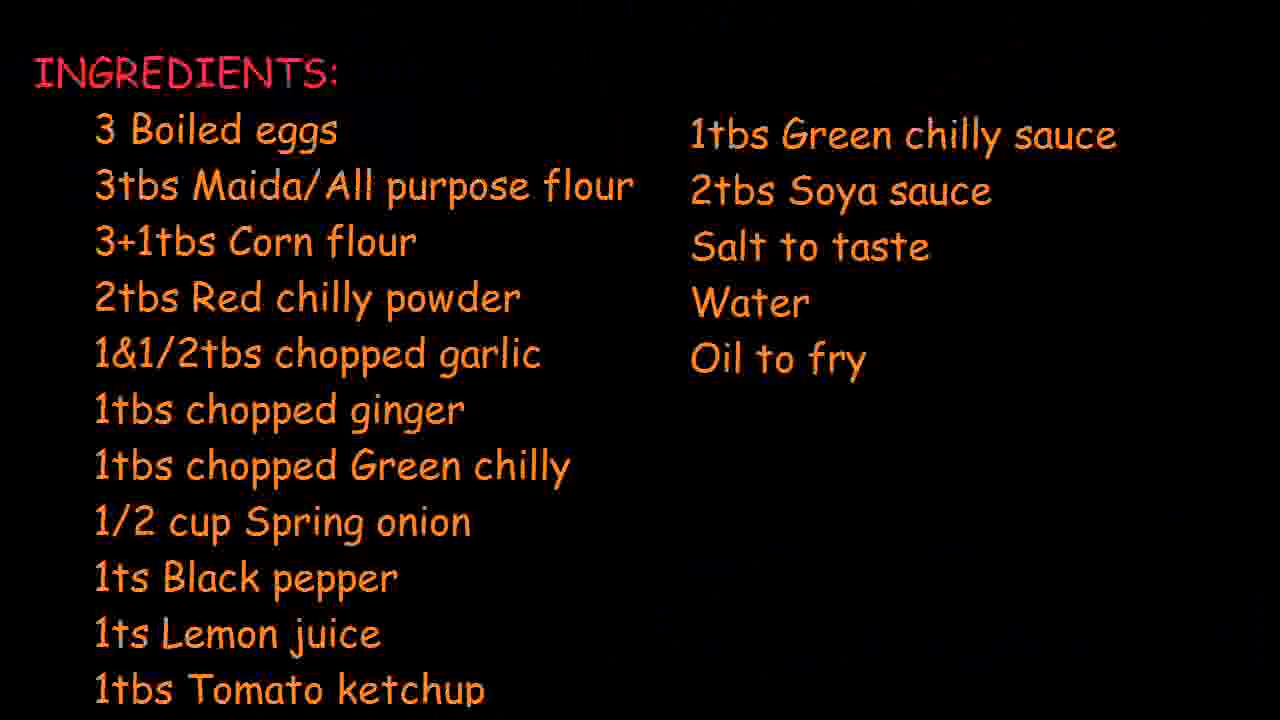 INGREDIENTS:
3 Boiled eggs
3tbs Maida/All purpose flour
3+1tbs Corn flour
2tbs Red chilly powder
1&1/2tbs chopped garlic
1tbs chopped ginger
1tbs chopped Green chilly
1/2 cup Spring onion
1ts Black pepper
1ts Lemon juice
1tbs Tomato ketchup
1tbs Green chilly sauce
2tbs Soya sauce
Salt to taste
Water
Oil to fry